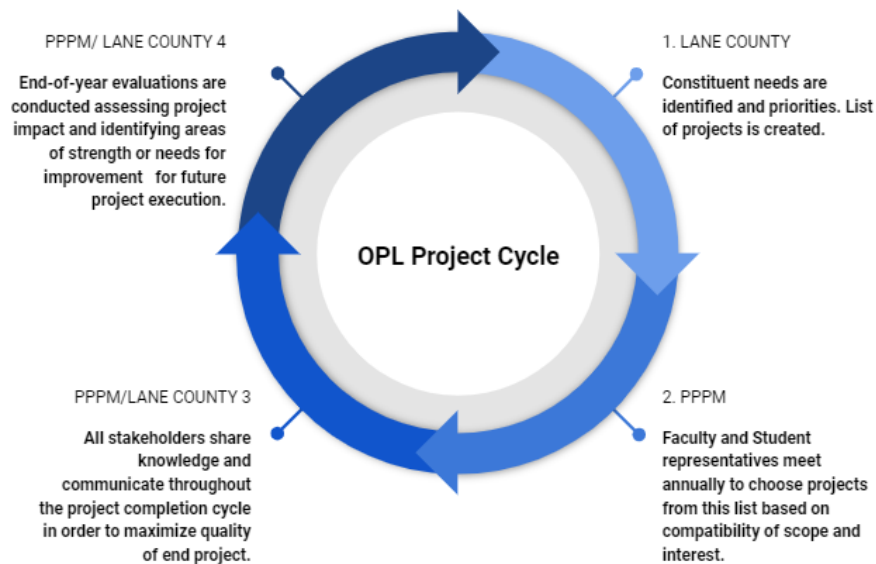 1. LANE COUNTY
Constituent needs are
identified and priorities. List
of projects is created.
2. PPPM
Faculty and Student
representatives meet
annually to choose projects
from this list based on
compatibility of scope and
interest.
PPPM/LANE COUNTY 3
All stakeholders share
knowledge and
communicate throughout
the project completion cycle
in order to maximize quality
of end project.
PPPM/ LANE COUNTY 4
End-of-year evaluations are
conducted assessing project
impact and identifying areas
of strength or needs for
improvement for future
project execution.
OPL Project Cycle